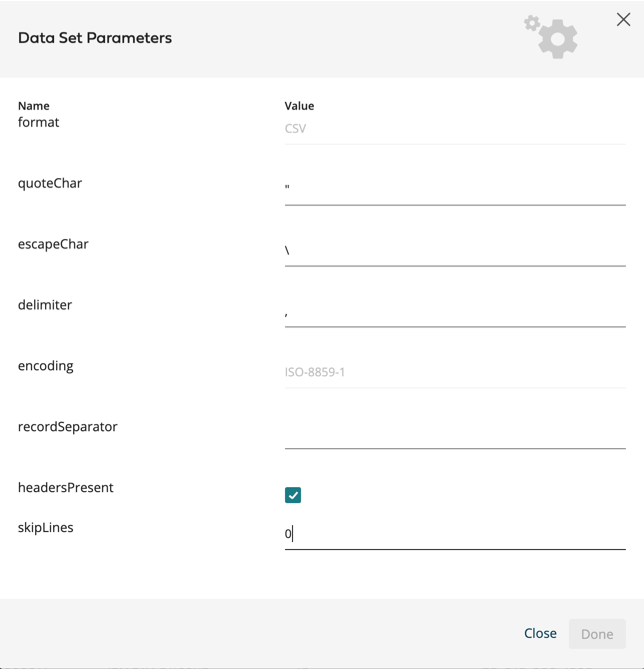 Data Set Parameters
Name Value
format CSV
quoteChar "
escapeChar \
delimiter ,
encoding ISO-8859-1
recordSeparator
headersPresent
skipLines 0
Close Done